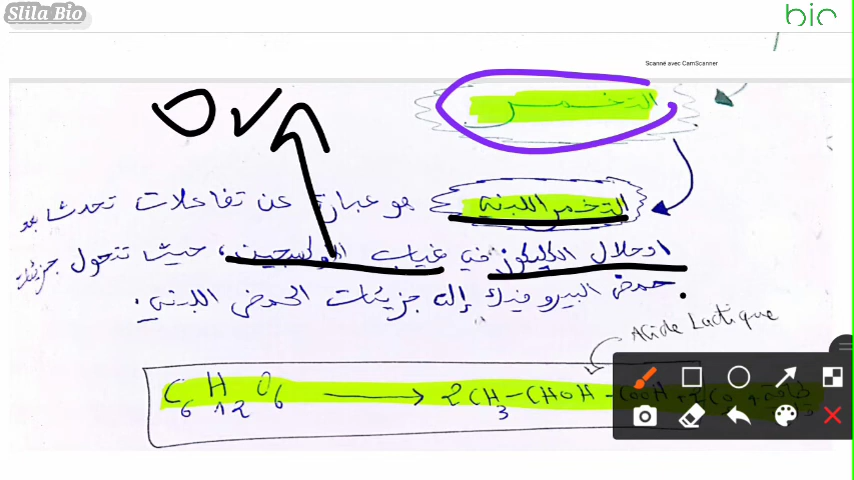 Slila Bio
bio
Scanné avec CamScanner
التخمر
التخمر اللبني هو عبارة عن تفاعلات تحدث بعد
انحلال الكليكوز في غياب الأوكسجين، حيث تتحول جزيئات
حمض البيروفيك إلى جزيئات الحمض اللبني.
Acide Lactique
C6H12O6 → 2CH3-CHOH-COOH +